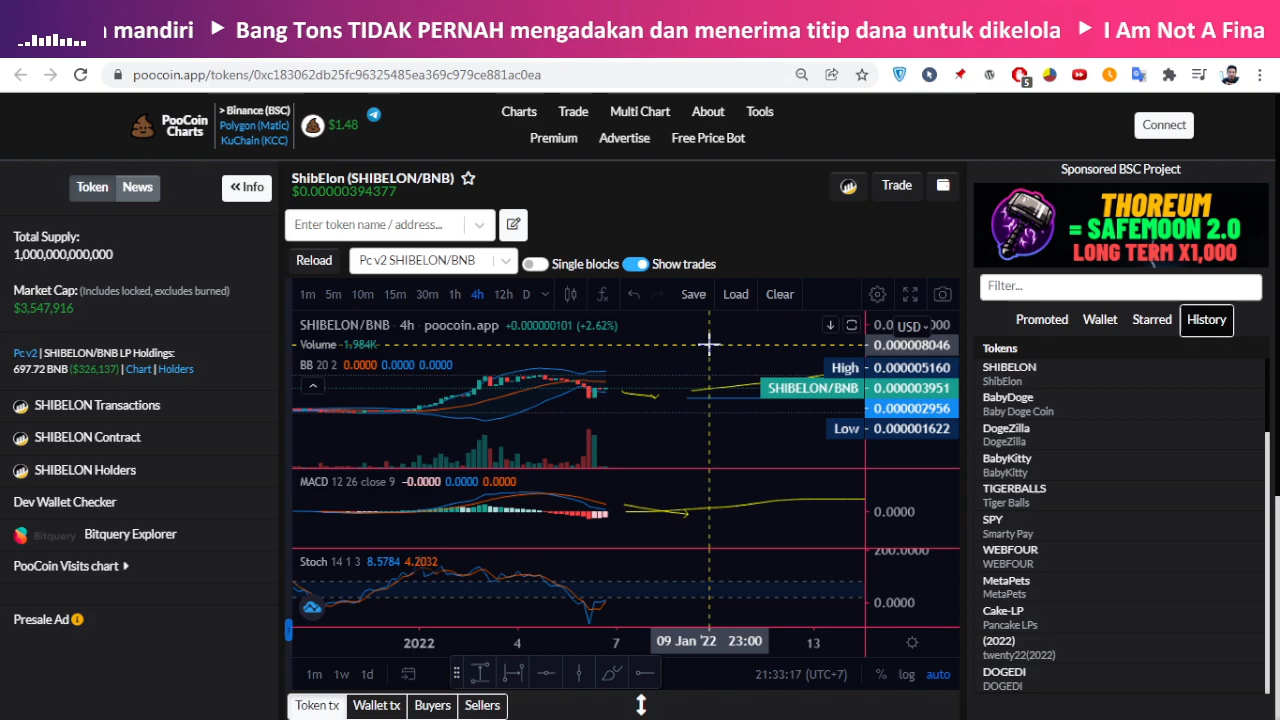 mandiri ▶ Bang Tons TIDAK PERNAH mengadakan dan menerima titip dana untuk dikelola ▶ I Am Not A Fina
poocoin.app/tokens/0xc183062db25fc96325485ea369c979ce881ac0ea
5
PooCoin
Charts
> Binance (BSC)
Polygon (Matic)
KuChain (KCC)
$1.48
Charts Trade Multi Chart About Tools
Premium Advertise Free Price Bot
Connect
Token News
Info
Total Supply:
1,000,000,000,000
Market Cap: (Includes locked, excludes burned)
$3,547,916
Pc v2 | SHIBELON/BNB LP Holdings:
697.72 BNB ($326,137) | Chart | Holders
SHIBELON Transactions
SHIBELON Contract
SHIBELON Holders
Dev Wallet Checker
Bitquery Bitquery Explorer
PooCoin Visits chart
Presale Ad
ShibElon (SHIBELON/BNB)
$0.00000394377
Trade
Enter token name / address...
Reload Pc v2 SHIBELON/BNB Single blocks Show trades
1m 5m 10m 15m 30m 1h 4h 12h D Save Load Clear
SHIBELON/BNB · 4h · poocoin.app +0.000000101 (+2.62%)
Volume 1.984K
BB 20 2 0.0000 0.0000 0.0000
USD
0.000008046
High 0.000005160
SHIBELON/BNB 0.000003951
0.000002956
Low 0.000001622
MACD 12 26 close 9 −0.0000 0.0000 0.0000
0.0000
Stoch 14 1 3 8.5784 4.2032
200.0000
0.0000
2022 4 7 09 Jan '22 23:00 13
1m 1w 1d
21:33:17 (UTC+7) % log auto
Token tx Wallet tx Buyers Sellers
Sponsored BSC Project
THOREUM
= SAFEMOON 2.0
LONG TERM X1,000
Filter...
Promoted Wallet Starred History
Tokens
SHIBELON
ShibElon
BabyDoge
Baby Doge Coin
DogeZilla
DogeZilla
BabyKitty
BabyKitty
TIGERBALLS
Tiger Balls
SPY
Smarty Pay
WEBFOUR
WEBFOUR
MetaPets
MetaPets
Cake-LP
Pancake LPs
(2022)
twenty22(2022)
DOGEDI
DOGEDI